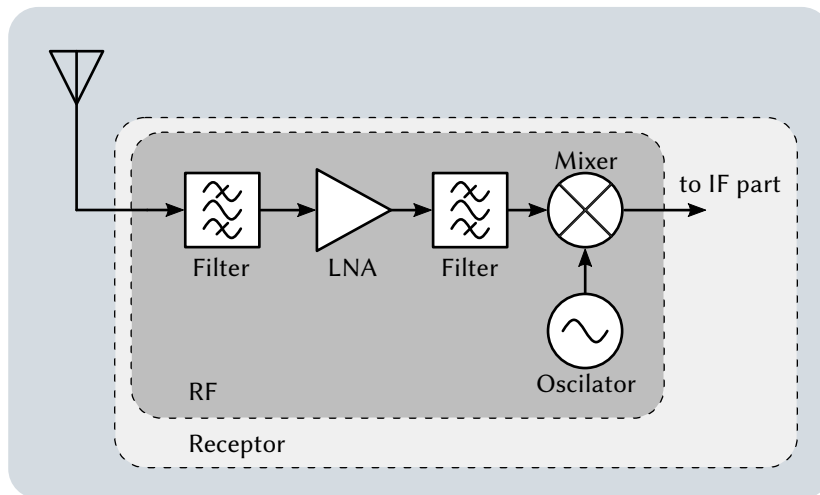 Mixer
to IF part
Filter
LNA
Filter
Oscilator
RF
Receptor